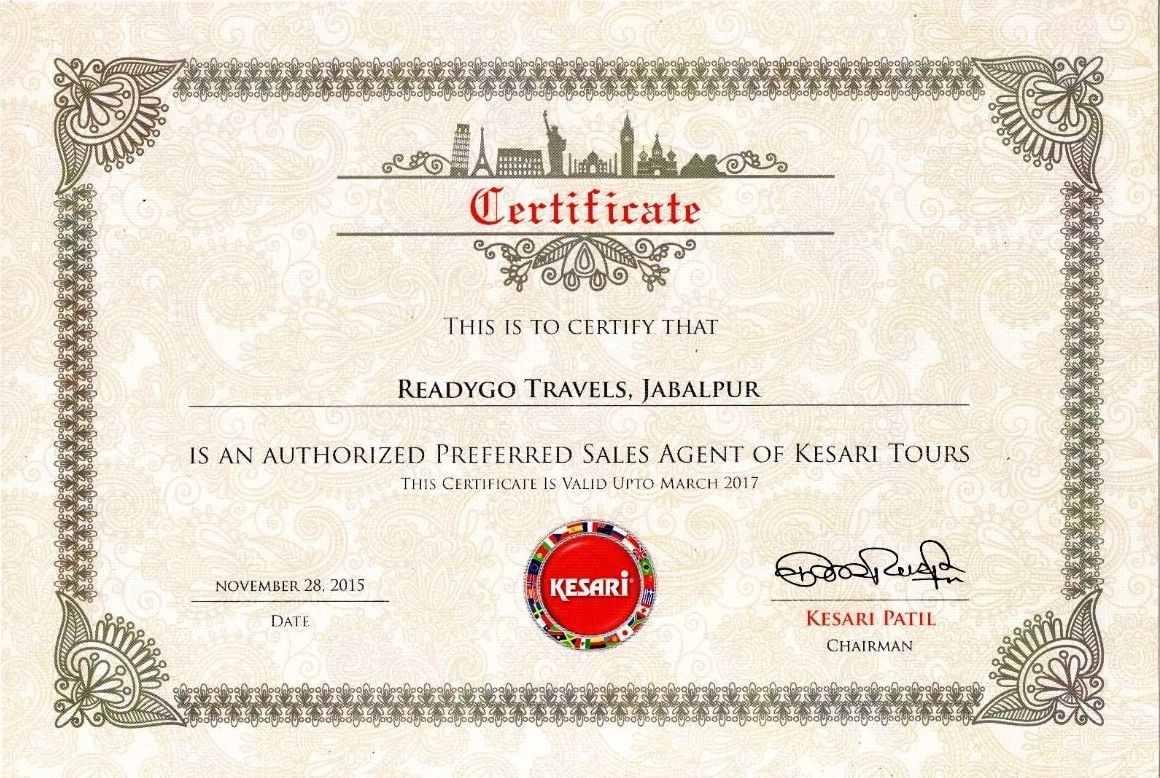 Certificate
THIS IS TO CERTIFY THAT
READYGO TRAVELS, JABALPUR
IS AN AUTHORIZED PREFERRED SALES AGENT OF KESARI TOURS
THIS CERTIFICATE IS VALID UPTO MARCH 2017
KESARI
NOVEMBER 28, 2015
DATE
KESARI PATIL
CHAIRMAN